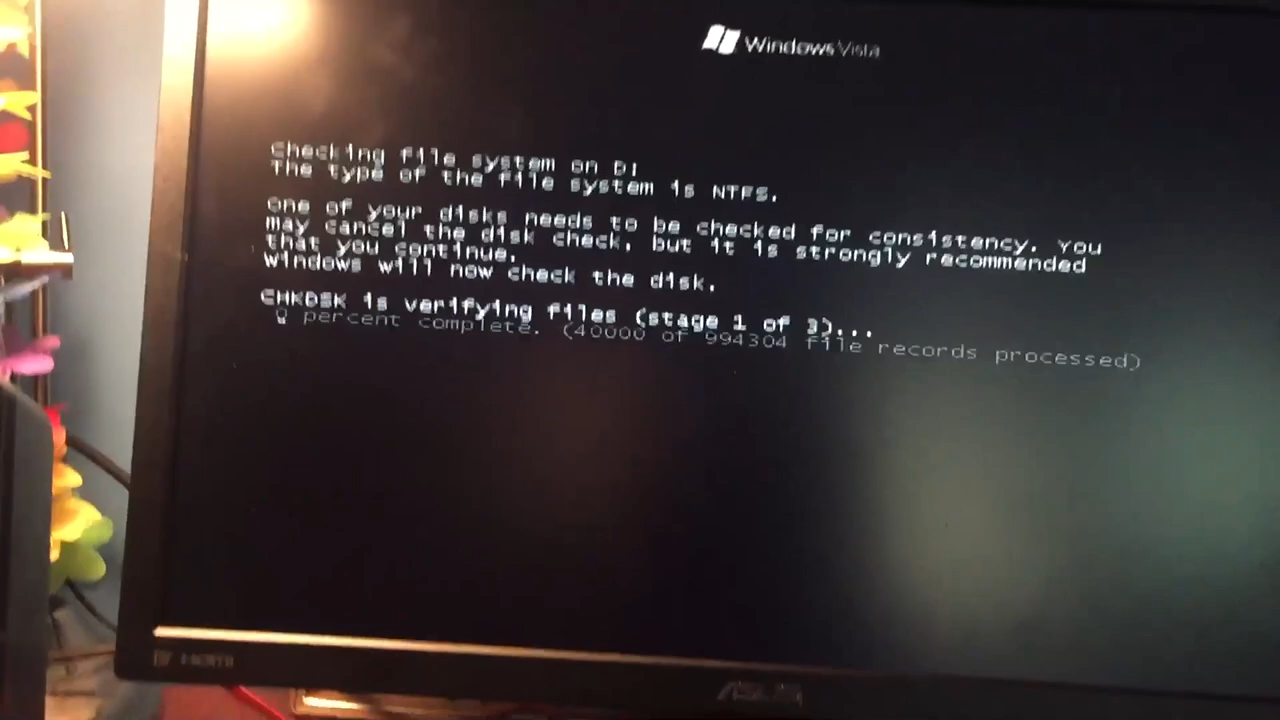 Windows Vista
Checking file system on D:
The type of the file system is NTFS.
One of your disks needs to be checked for consistency. You
may cancel the disk check, but it is strongly recommended
that you continue.
Windows will now check the disk.
CHKDSK is verifying files (stage 1 of 3)...
0 percent complete. (40000 of 994304 file records processed)
HDMI
ASUS